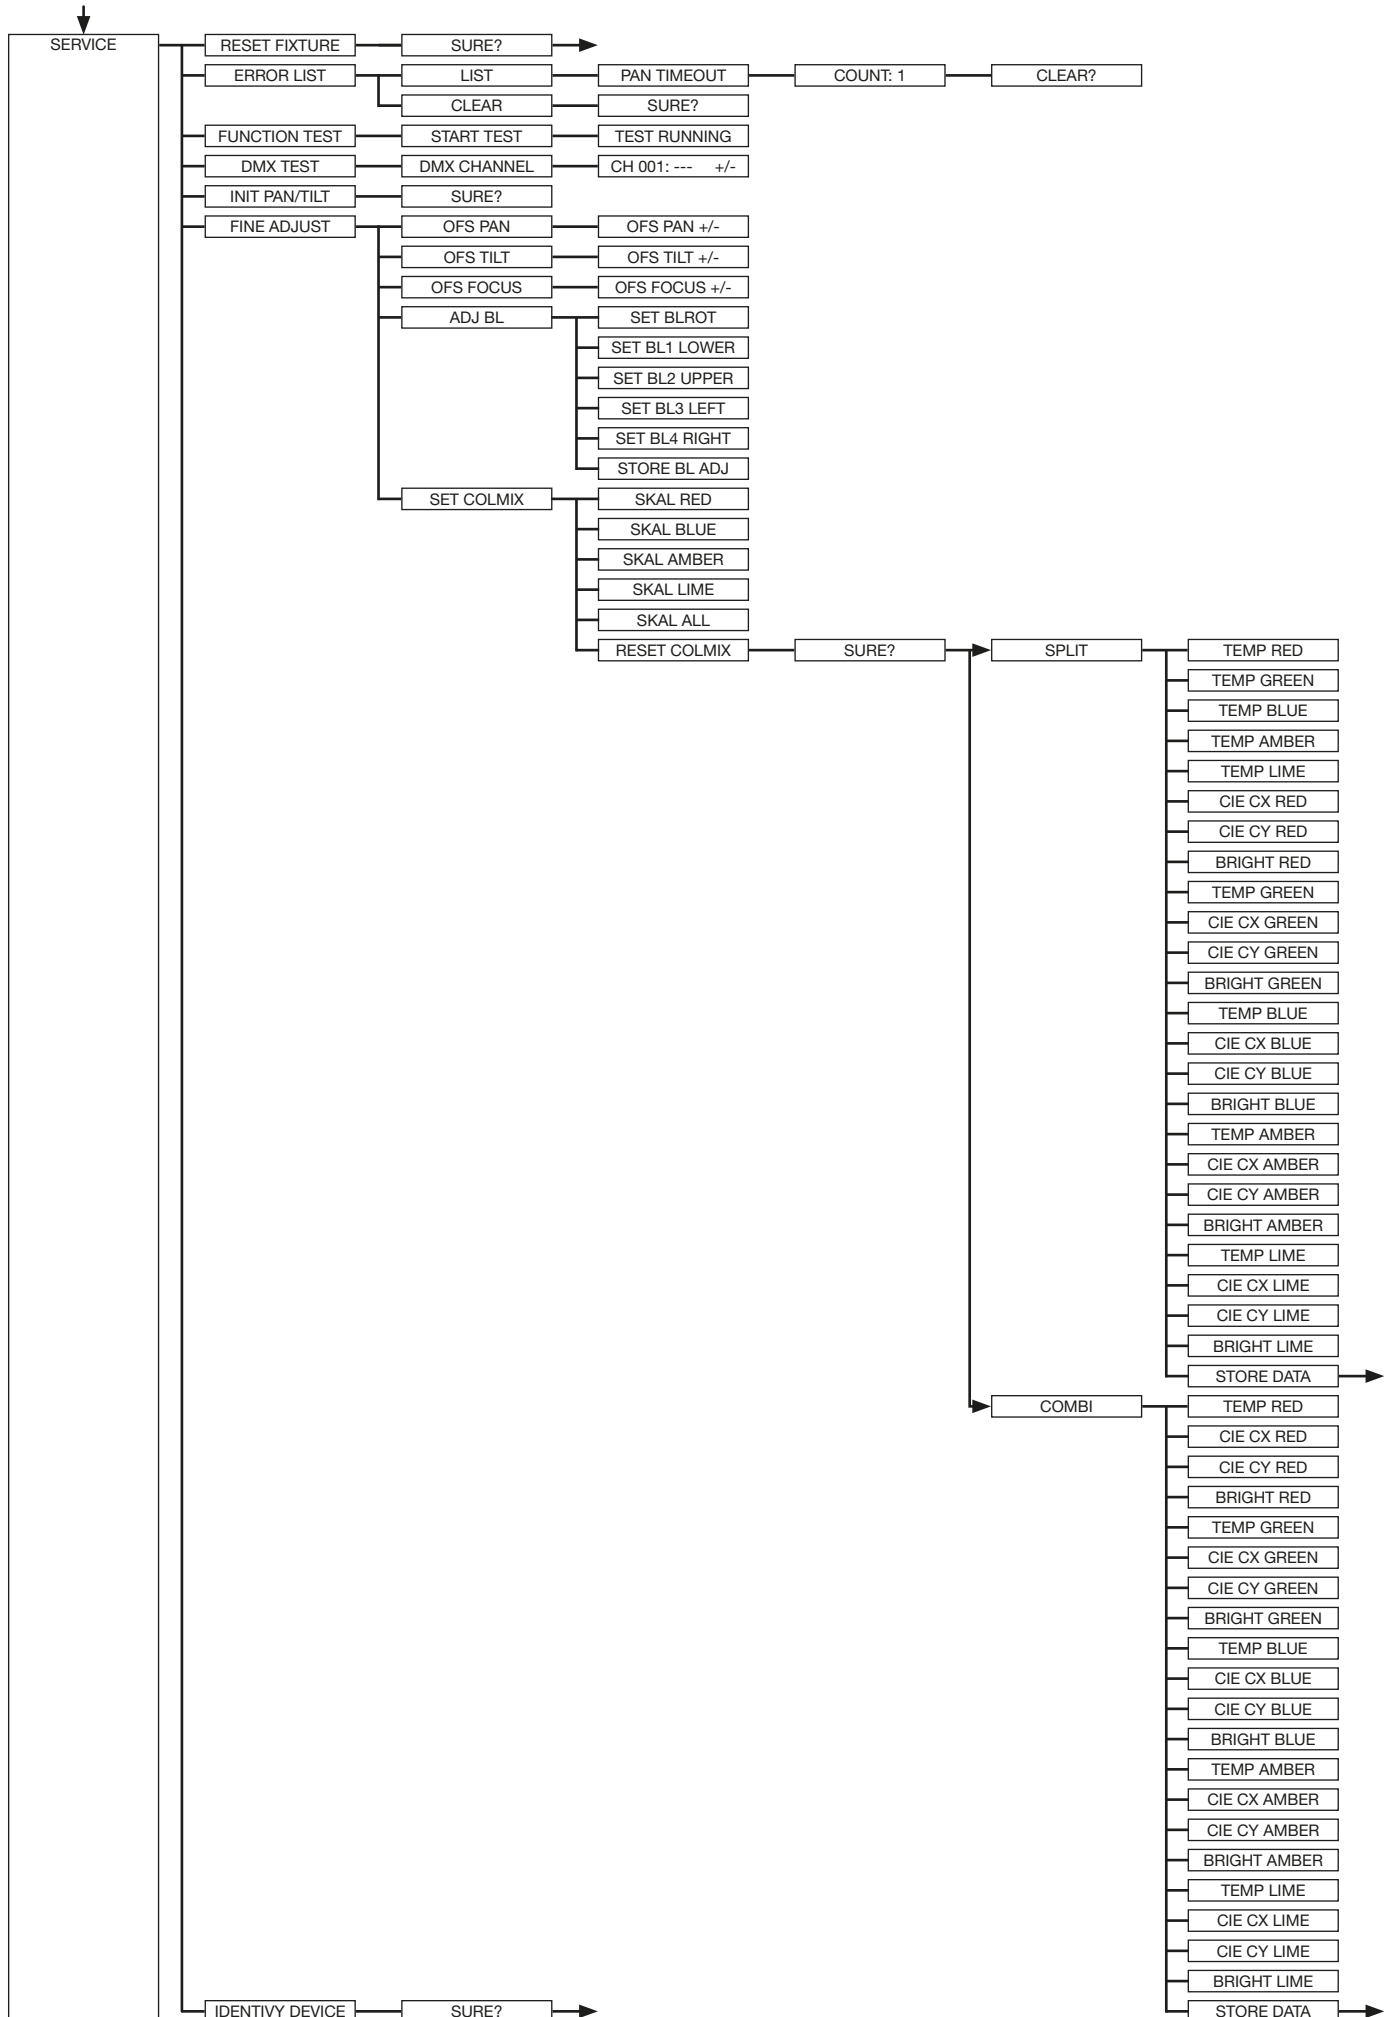 SERVICE RESET FIXTURE SURE?
ERROR LIST LIST PAN TIMEOUT COUNT: 1 CLEAR?
CLEAR SURE?
FUNCTION TEST START TEST TEST RUNNING
DMX TEST DMX CHANNEL CH 001: --- +/-
INIT PAN/TILT SURE?
FINE ADJUST OFS PAN OFS PAN +/-
OFS TILT OFS TILT +/-
OFS FOCUS OFS FOCUS +/-
ADJ BL SET BLROT
SET BL1 LOWER
SET BL2 UPPER
SET BL3 LEFT
SET BL4 RIGHT
STORE BL ADJ
SET COLMIX SKAL RED
SKAL BLUE
SKAL AMBER
SKAL LIME
SKAL ALL
RESET COLMIX SURE? SPLIT TEMP RED
TEMP GREEN
TEMP BLUE
TEMP AMBER
TEMP LIME
CIE CX RED
CIE CY RED
BRIGHT RED
TEMP GREEN
CIE CX GREEN
CIE CY GREEN
BRIGHT GREEN
TEMP BLUE
CIE CX BLUE
CIE CY BLUE
BRIGHT BLUE
TEMP AMBER
CIE CX AMBER
CIE CY AMBER
BRIGHT AMBER
TEMP LIME
CIE CX LIME
CIE CY LIME
BRIGHT LIME
STORE DATA
COMBI TEMP RED
CIE CX RED
CIE CY RED
BRIGHT RED
TEMP GREEN
CIE CX GREEN
CIE CY GREEN
BRIGHT GREEN
TEMP BLUE
CIE CX BLUE
CIE CY BLUE
BRIGHT BLUE
TEMP AMBER
CIE CX AMBER
CIE CY AMBER
BRIGHT AMBER
TEMP LIME
CIE CX LIME
CIE CY LIME
BRIGHT LIME
IDENTIVY DEVICE SURE? STORE DATA